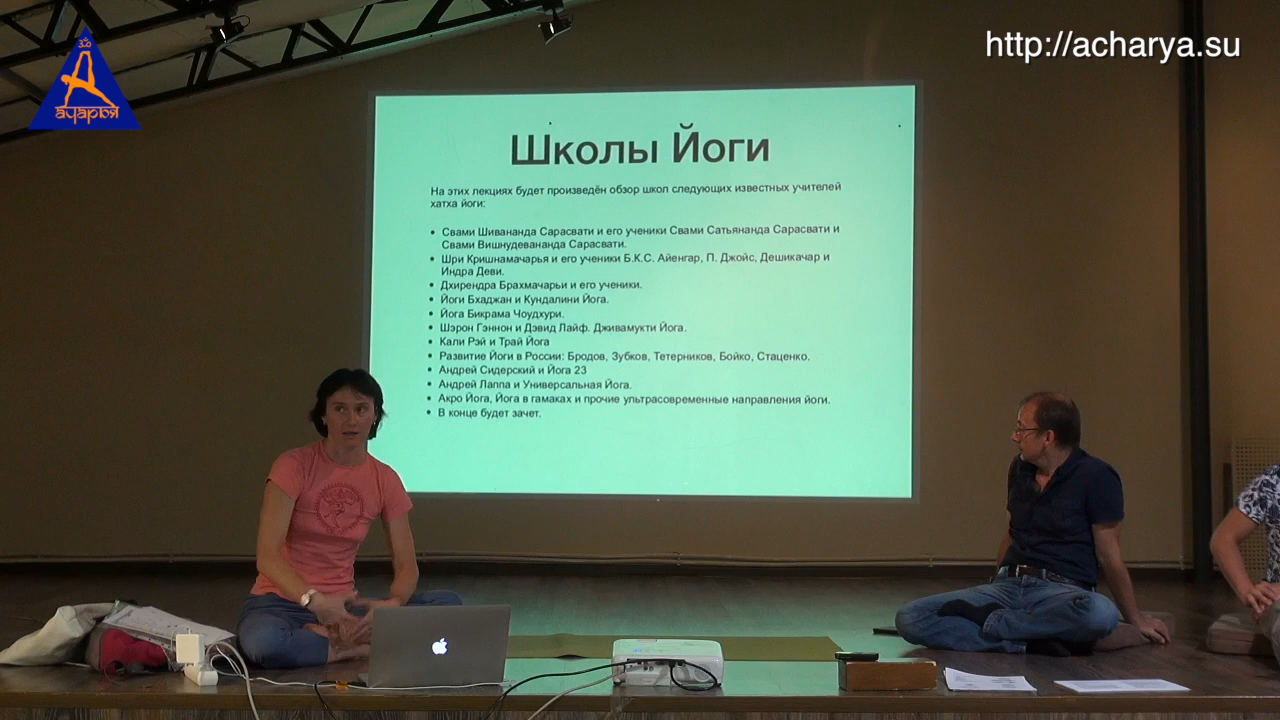 http://acharya.su
ॐ
ачарья
Школы Йоги
На этих лекциях будет произведён обзор школ следующих известных учителей
хатха йоги:
• Свами Шивананда Сарасвати и его ученики Свами Сатьянанда Сарасвати и
Свами Вишнудевананда Сарасвати.
• Шри Кришнамачарья и его ученики Б.К.С. Айенгар, П. Джойс, Дешикачар и
Индра Деви.
• Дхирендра Брахмачарьи и его ученики.
• Йоги Бхаджан и Кундалини Йога.
• Йога Бикрама Чоудхури.
• Шэрон Гэннон и Дэвид Лайф. Дживамукти Йога.
• Кали Рэй и Трай Йога
• Развитие Йоги в России: Бродов, Зубков, Тетерников, Бойко, Стаценко.
• Андрей Сидерский и Йога 23
• Андрей Лаппа и Универсальная Йога.
• Акро Йога, Йога в гамаках и прочие ультрасовременные направления йоги.
• В конце будет зачет.